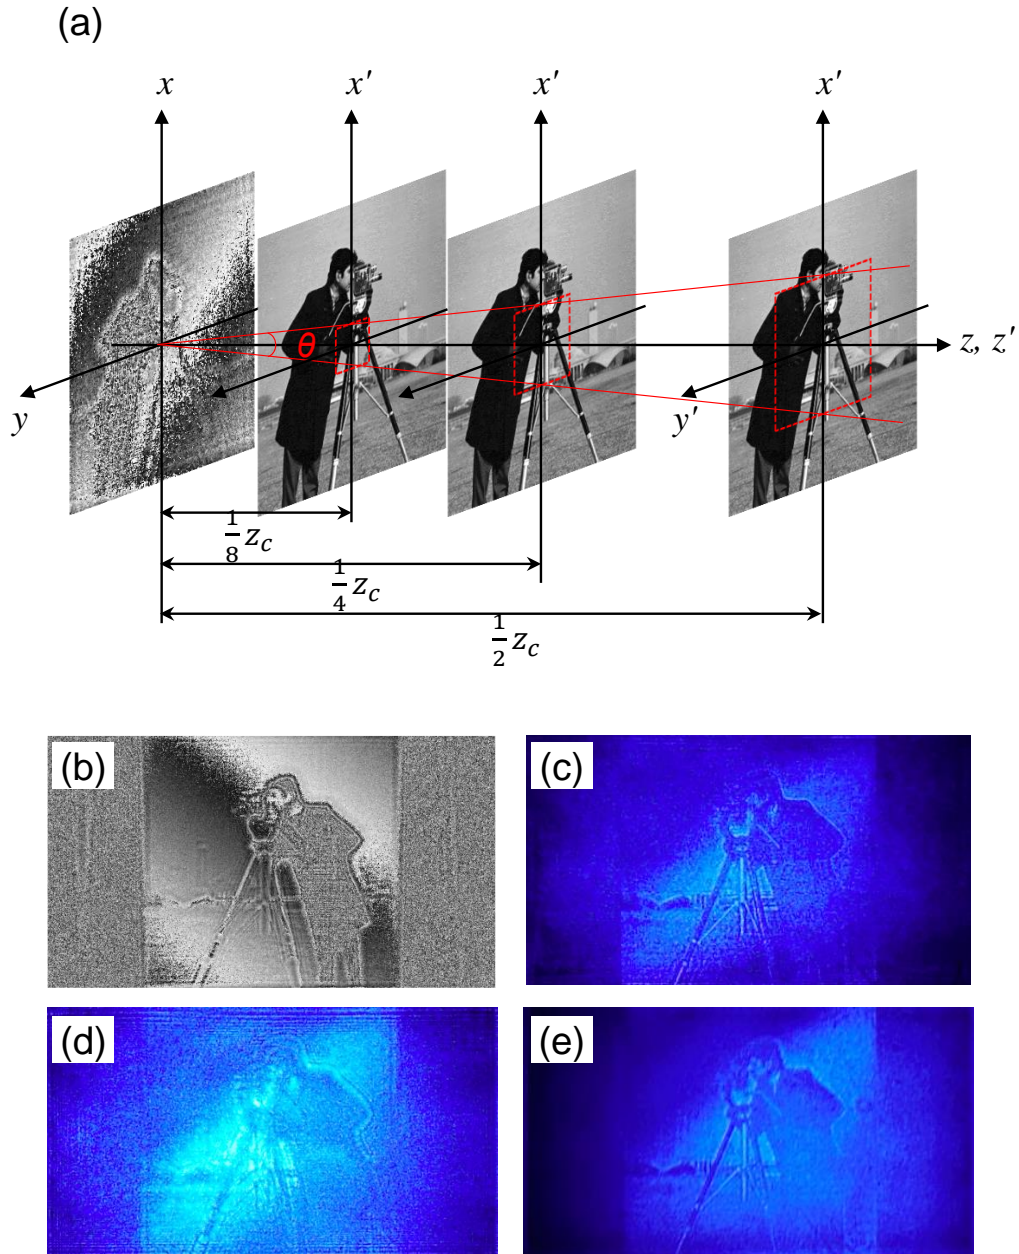 (a)
x
x′
x′
x′
θ
z, z′
y
y′
1/8 z_c
1/4 z_c
1/2 z_c
(b)
(c)
(d)
(e)